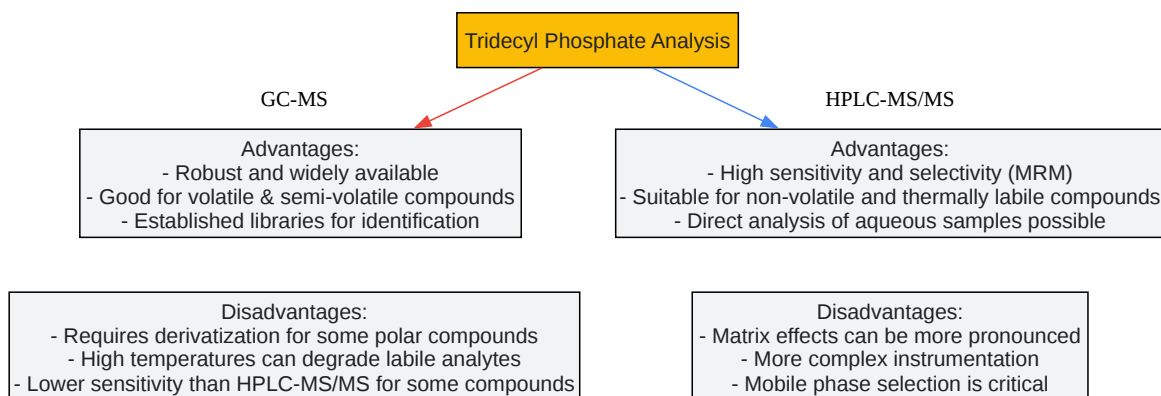 Tridecyl Phosphate Analysis
GC-MS
HPLC-MS/MS
Advantages:
- Robust and widely available
- Good for volatile & semi-volatile compounds
- Established libraries for identification
Advantages:
- High sensitivity and selectivity (MRM)
- Suitable for non-volatile and thermally labile compounds
- Direct analysis of aqueous samples possible
Disadvantages:
- Requires derivatization for some polar compounds
- High temperatures can degrade labile analytes
- Lower sensitivity than HPLC-MS/MS for some compounds
Disadvantages:
- Matrix effects can be more pronounced
- More complex instrumentation
- Mobile phase selection is critical